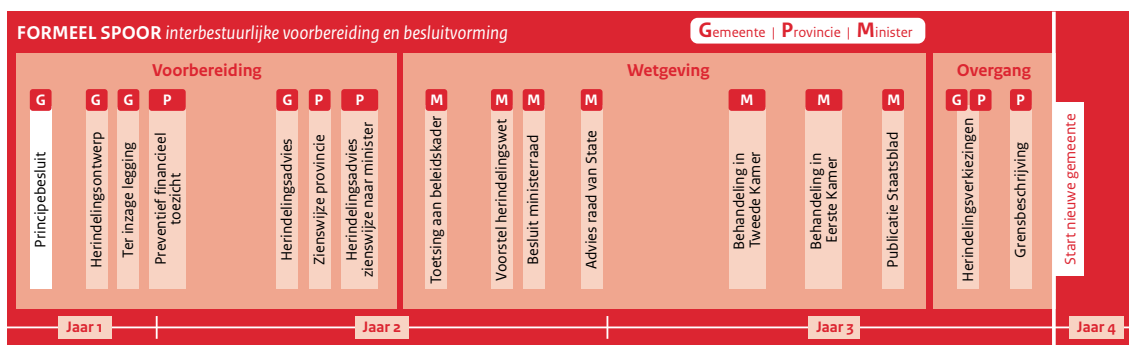 FORMEEL SPOOR interbestuurlijke voorbereiding en besluitvorming
Gemeente | Provincie | Minister
Voorbereiding
G
Principebesluit
G
Herindelingsontwerp
G
Ter inzage legging
P
Preventief financieel
toezicht
G
Herindelingsadvies
P
Zienswijze provincie
P
Herindelingsadvies
zienswijze naar minister
Wetgeving
M
Toetsing aan beleidskader
M
Voorstel herindelingswet
M
Besluit ministerraad
M
Advies raad van State
M
Behandeling in
Tweede Kamer
M
Behandeling in
Eerste Kamer
M
Publicatie Staatsblad
Overgang
G P
Herindelingsverkiezingen
P
Grensbeschrijving
Start nieuwe gemeente
Jaar 1
Jaar 2
Jaar 3
Jaar 4